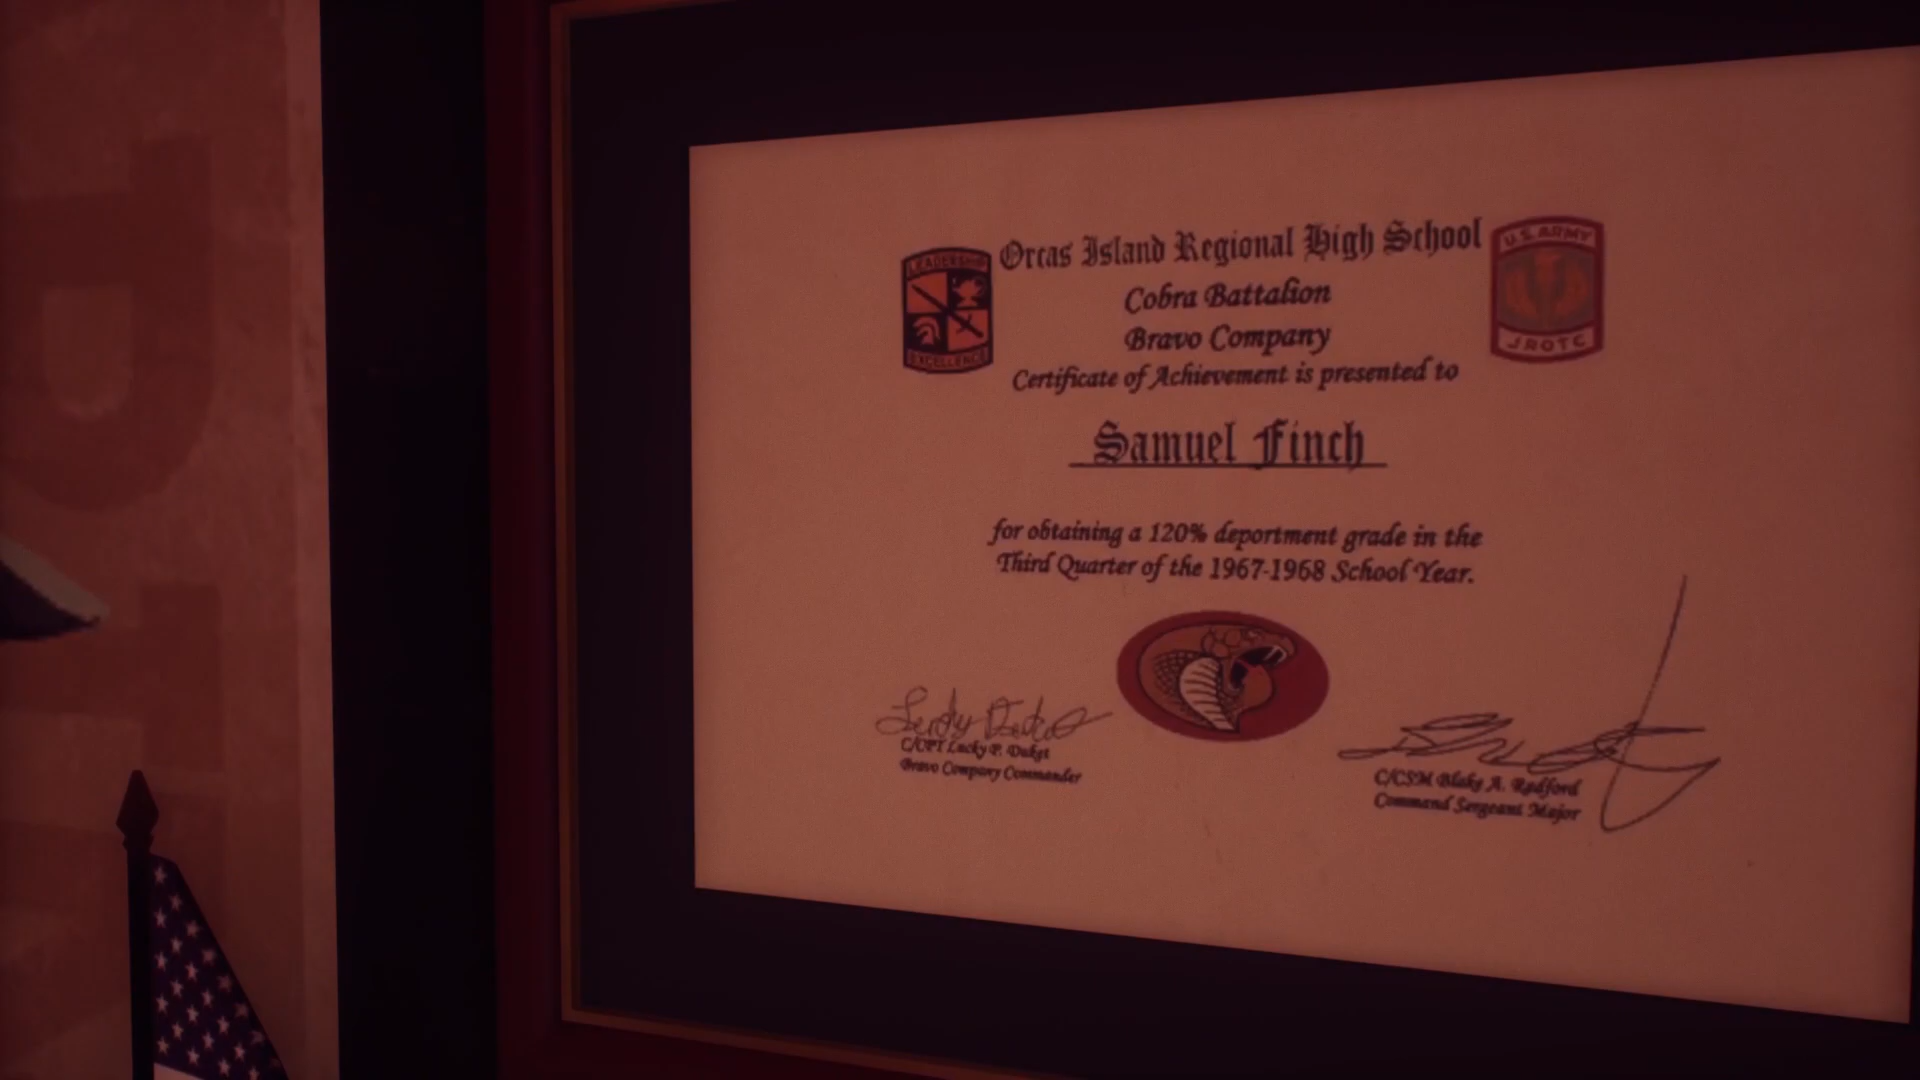 LEADERSHIP
EXCELLENCE
Orcas Island Regional High School
U.S. ARMY
JROTC
Cobra Battalion
Bravo Company
Certificate of Achievement is presented to
Samuel Finch
for obtaining a 120% deportment grade in the
Third Quarter of the 1967-1968 School Year.
C/CPT Lucky P. Duket
Bravo Company Commander
C/CSM Blake A. Redford
Command Sergeant Major